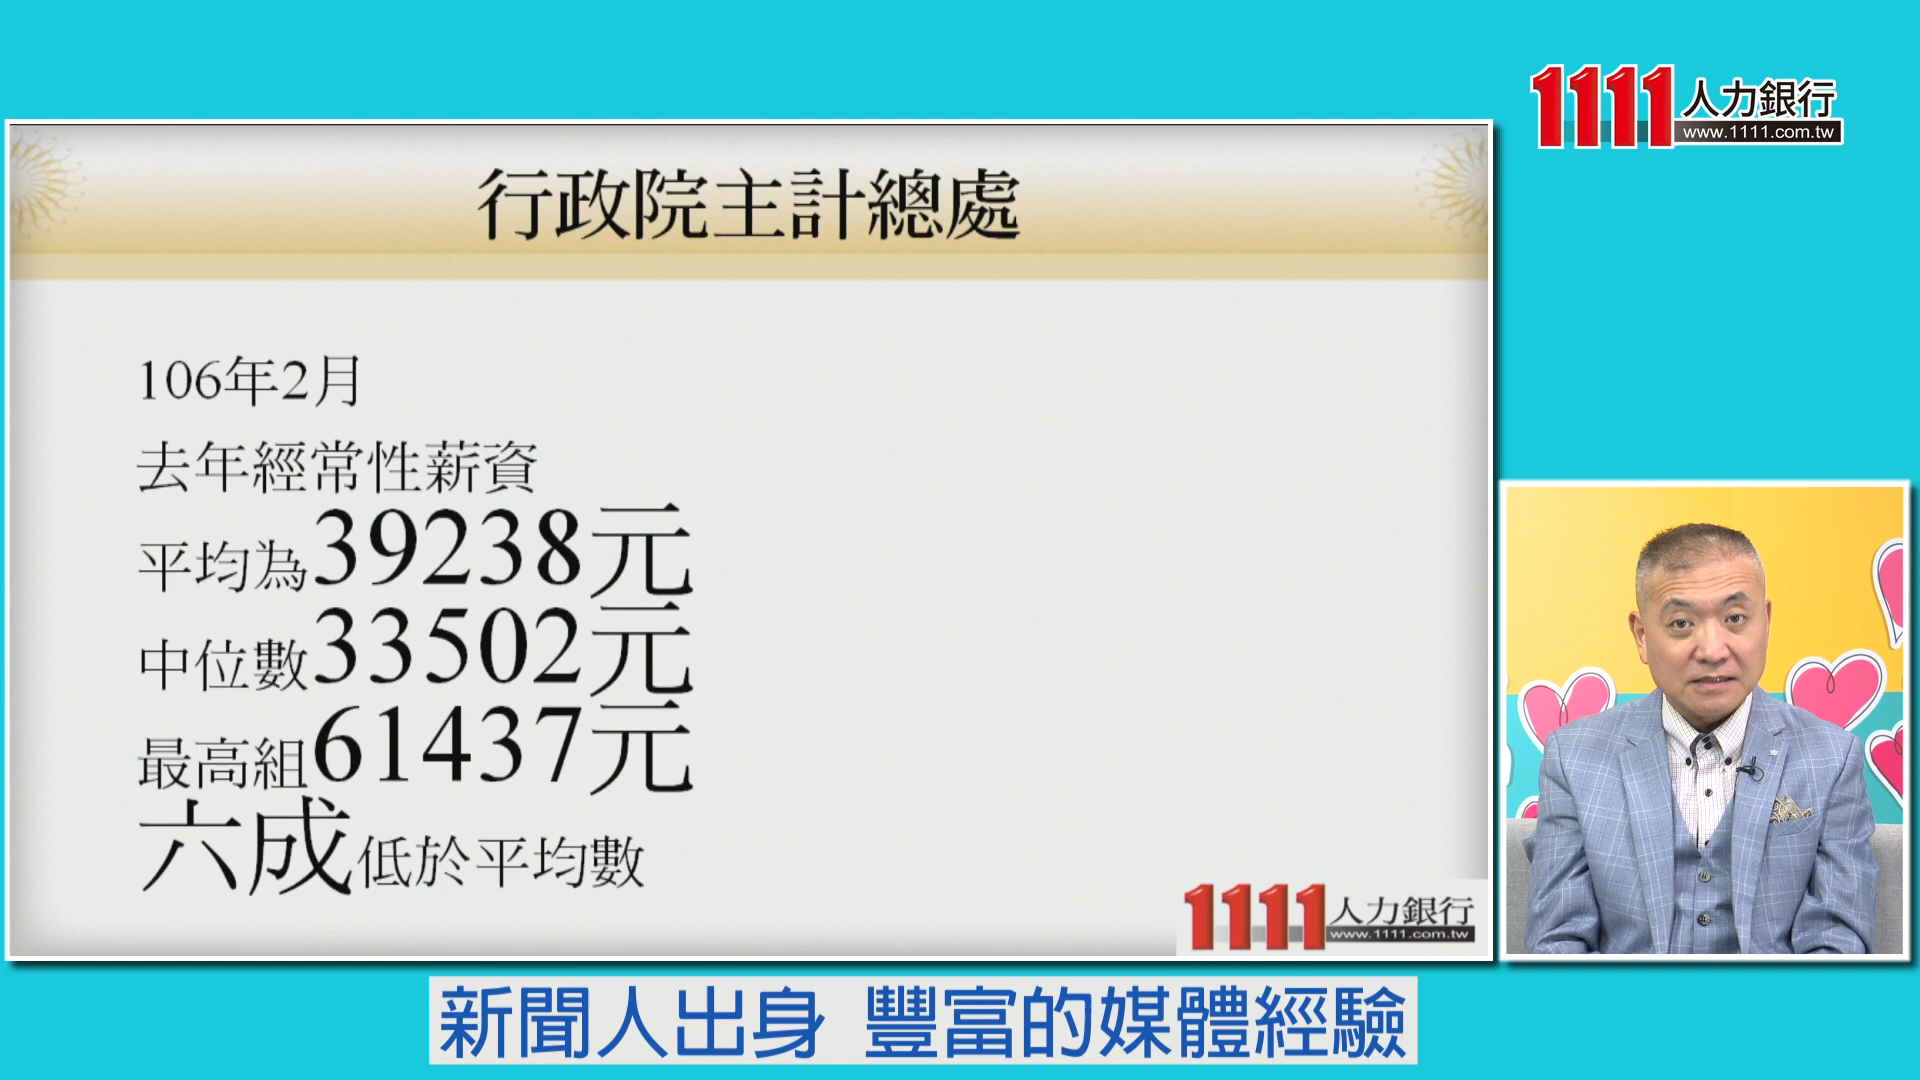 1111人力銀行
www.1111.com.tw
行政院主計總處
106年2月
去年經常性薪資
平均為39238元
中位數33502元
最高組61437元
六成低於平均數
1111人力銀行
www.1111.com.tw
新聞人出身 豐富的媒體經驗